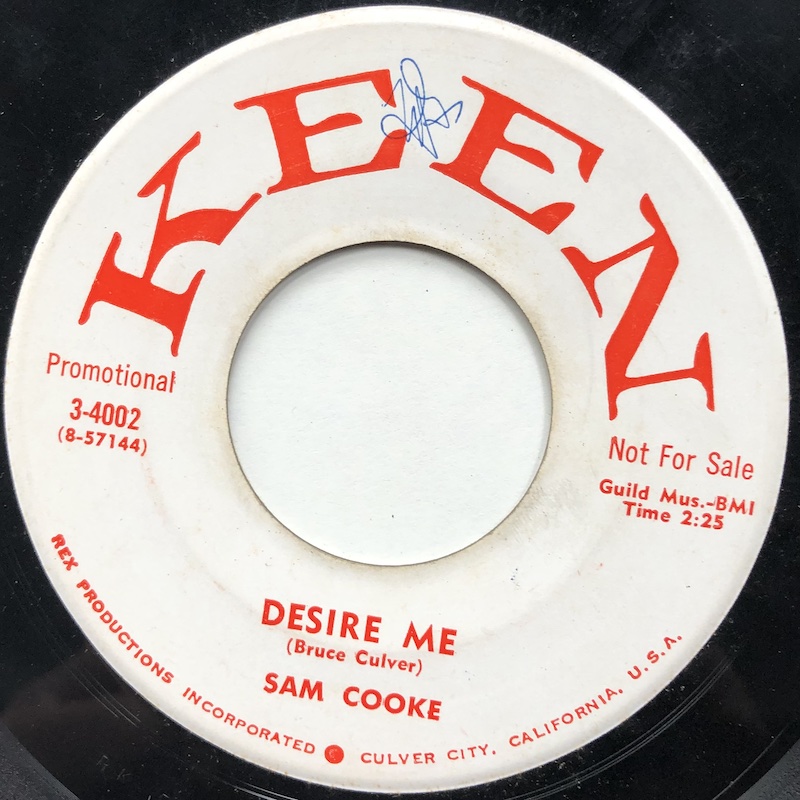 KEEN
Promotional
3-4002
(8-57144)
Not For Sale
Guild Mus.-BMI
Time 2:25
DESIRE ME
(Bruce Culver)
SAM COOKE
REX PRODUCTIONS INCORPORATED CULVER CITY, CALIFORNIA, U.S.A.